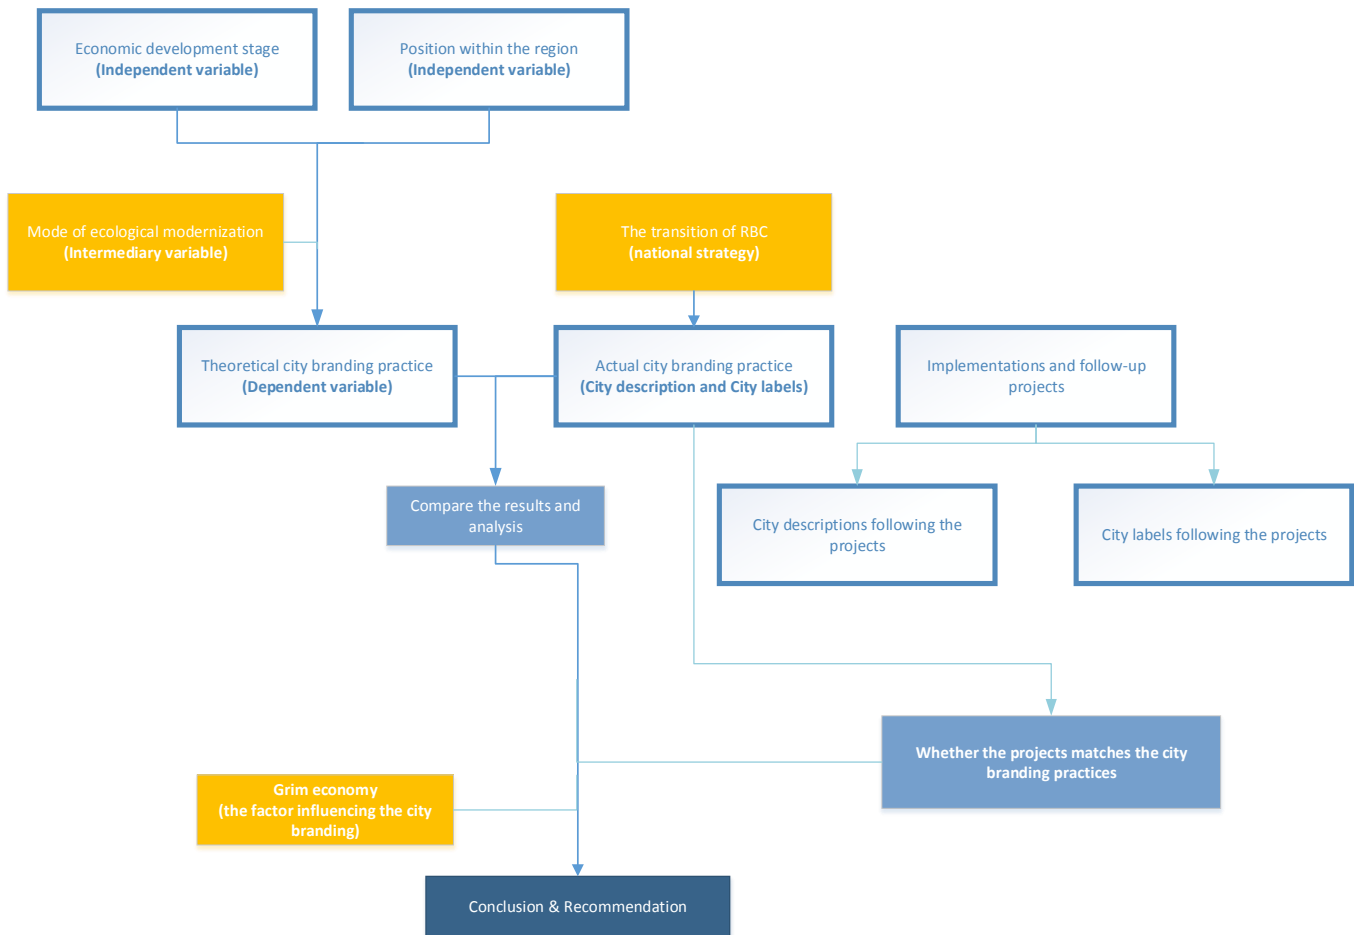 Economic development stage
(Independent variable)
Position within the region
(Independent variable)
Mode of ecological modernization
(Intermediary variable)
The transition of RBC
(national strategy)
Theoretical city branding practice
(Dependent variable)
Actual city branding practice
(City description and City labels)
Implementations and follow-up
projects
Compare the results and
analysis
City descriptions following the
projects
City labels following the projects
Whether the projects matches the city
branding practices
Grim economy
(the factor influencing the city
branding)
Conclusion & Recommendation